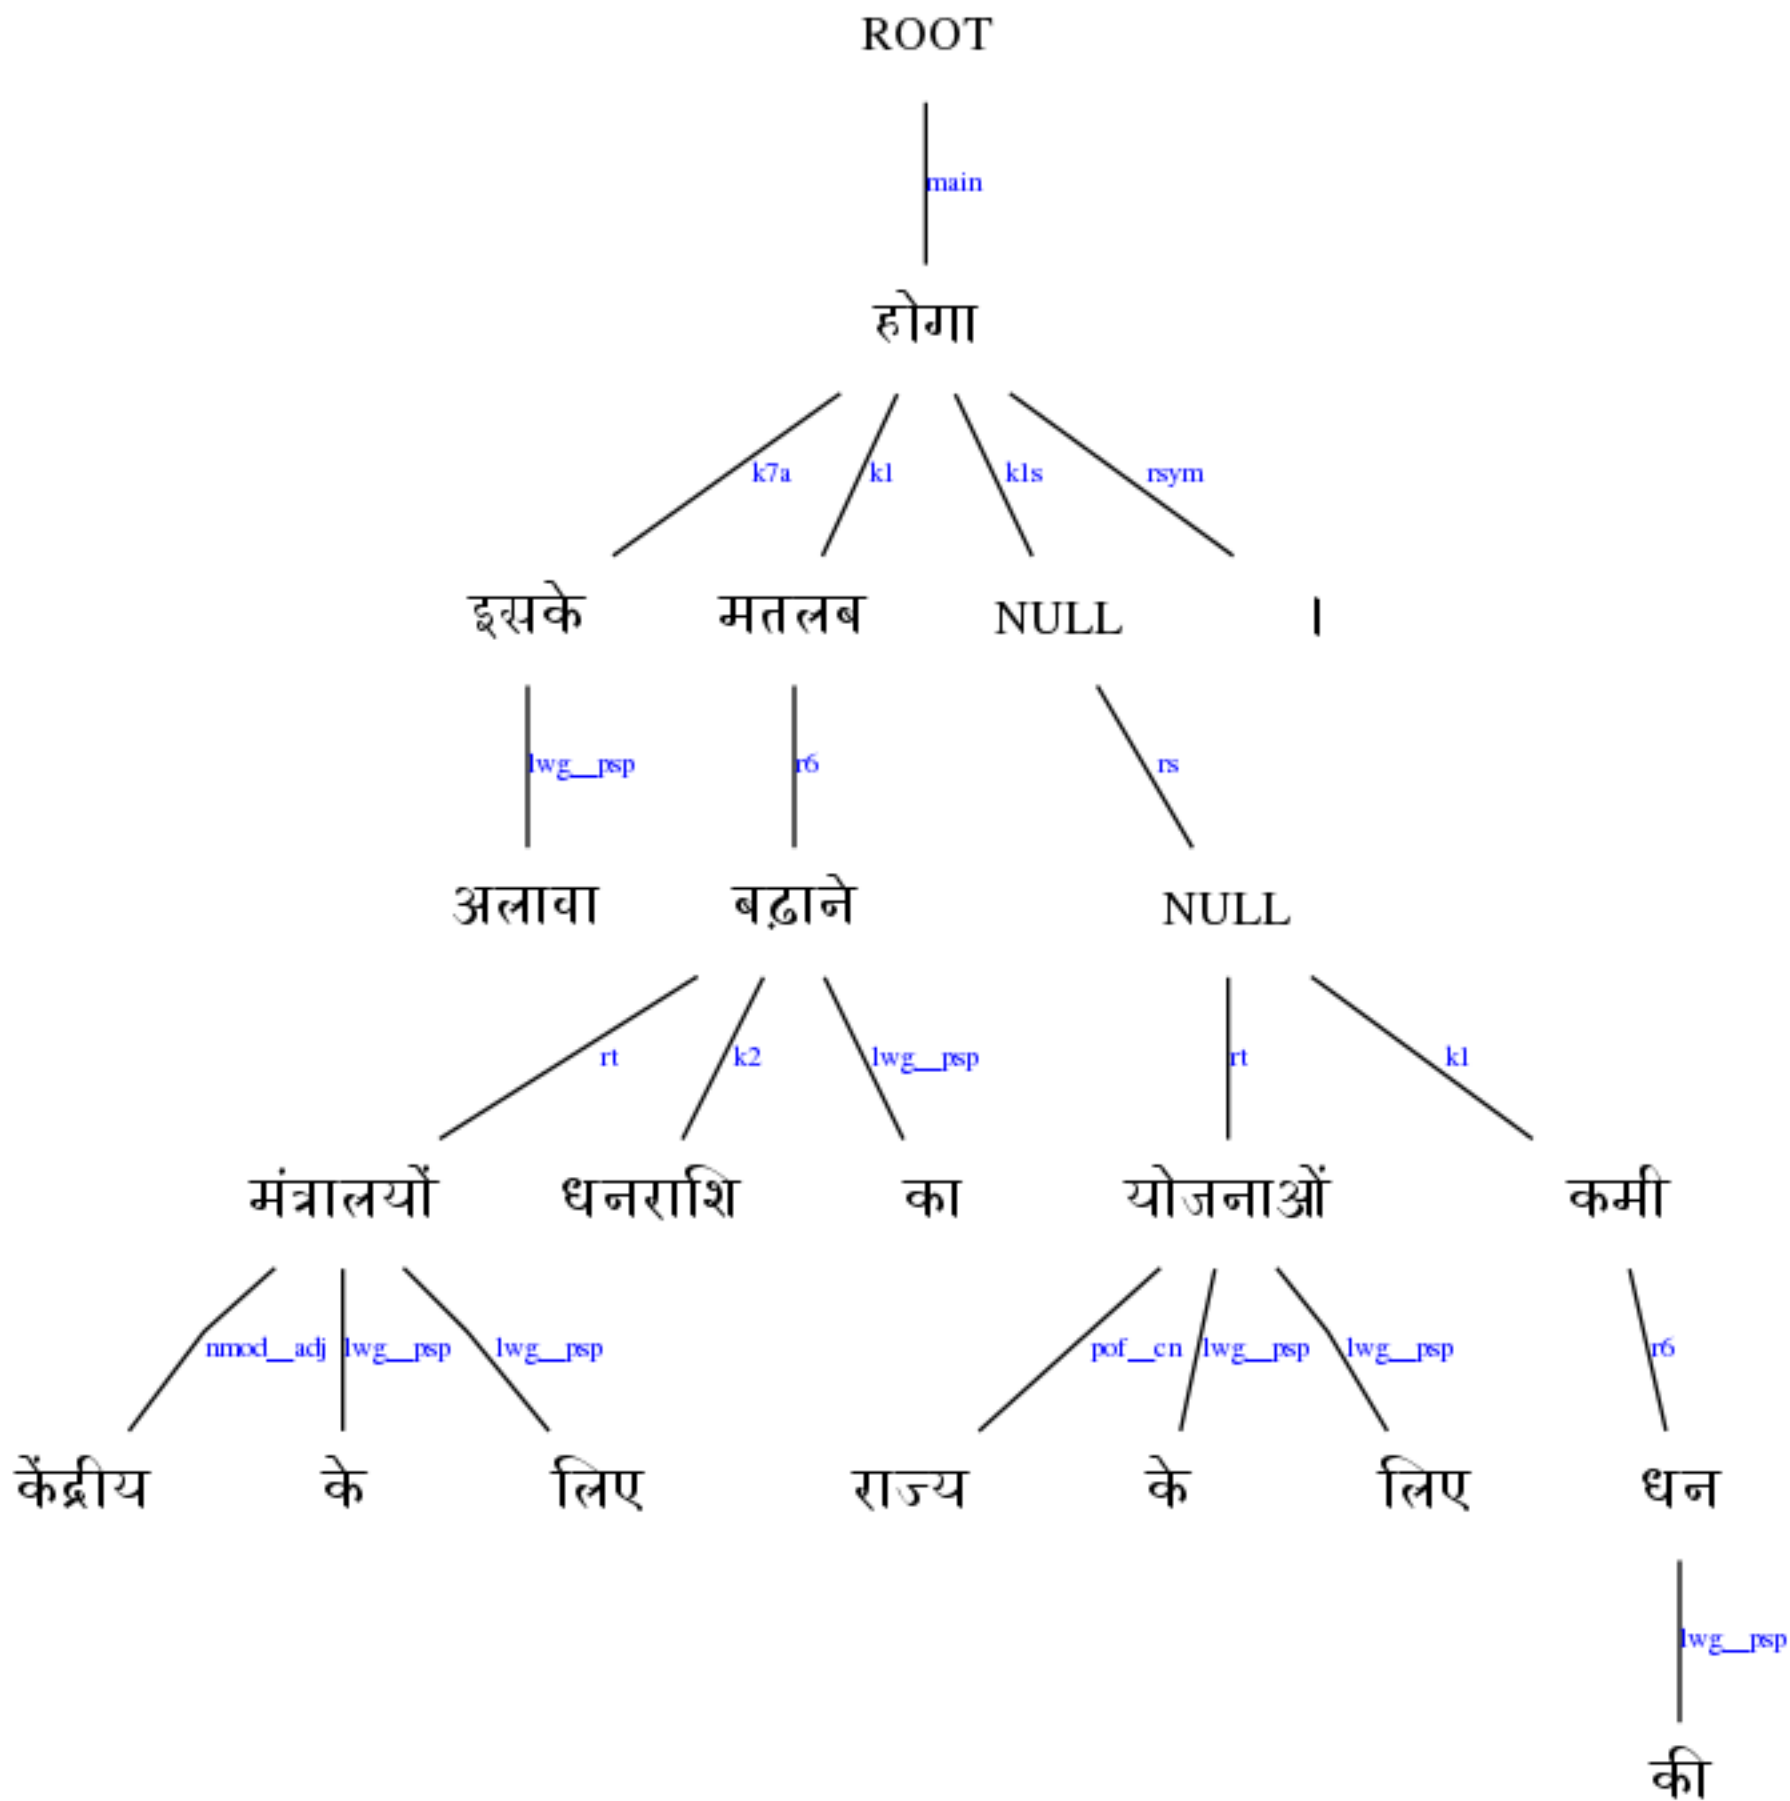 ROOT
main
होगा
k7a k1 k1s rsym
इसके मतलब NULL ।
lwg__psp r6 rs
अलावा बढ़ाने NULL
rt k2 lwg__psp rt k1
मंत्रालयों धनराशि का योजनाओं कमी
nmod__adj lwg__psp lwg__psp pof__cn lwg__psp lwg__psp r6
केंद्रीय के लिए राज्य के लिए धन
lwg__psp
की